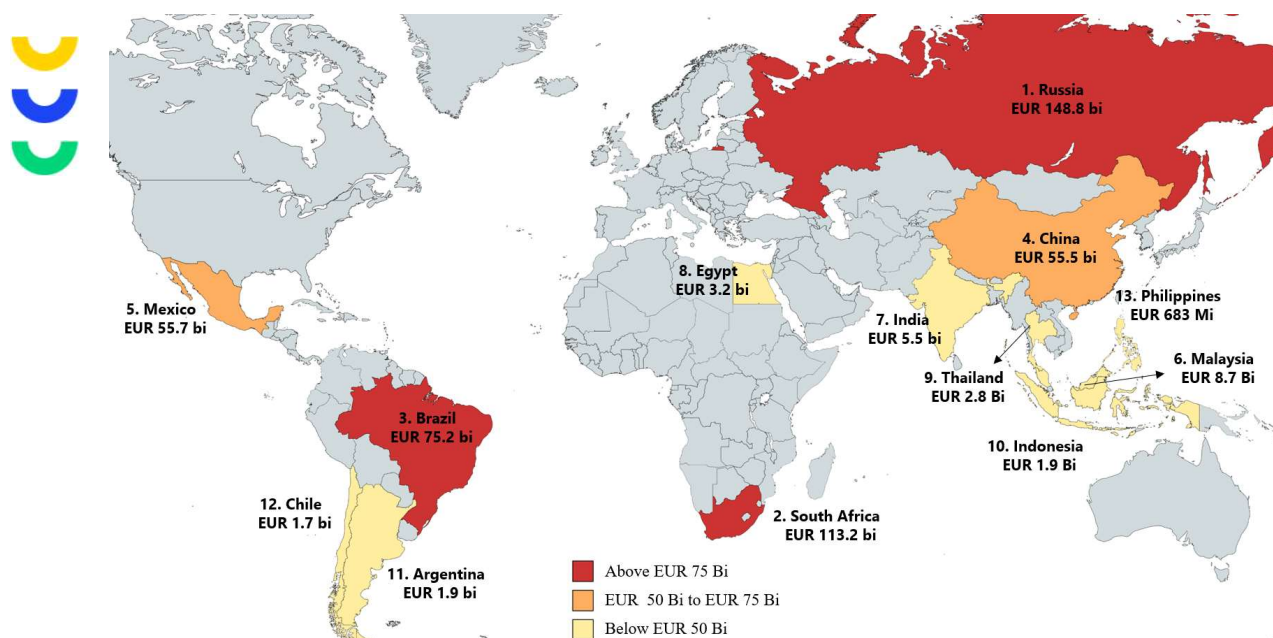 1. Russia
EUR 148.8 bi
4. China
EUR 55.5 bi
8. Egypt
EUR 3.2 bi
5. Mexico
EUR 55.7 bi
13. Philippines
EUR 683 Mi
7. India
EUR 5.5 bi
6. Malaysia
EUR 8.7 Bi
9. Thailand
EUR 2.8 Bi
3. Brazil
EUR 75.2 bi
10. Indonesia
EUR 1.9 Bi
12. Chile
EUR 1.7 bi
2. South Africa
EUR 113.2 bi
11. Argentina
EUR 1.9 bi
Above EUR 75 Bi
EUR 50 Bi to EUR 75 Bi
Below EUR 50 Bi